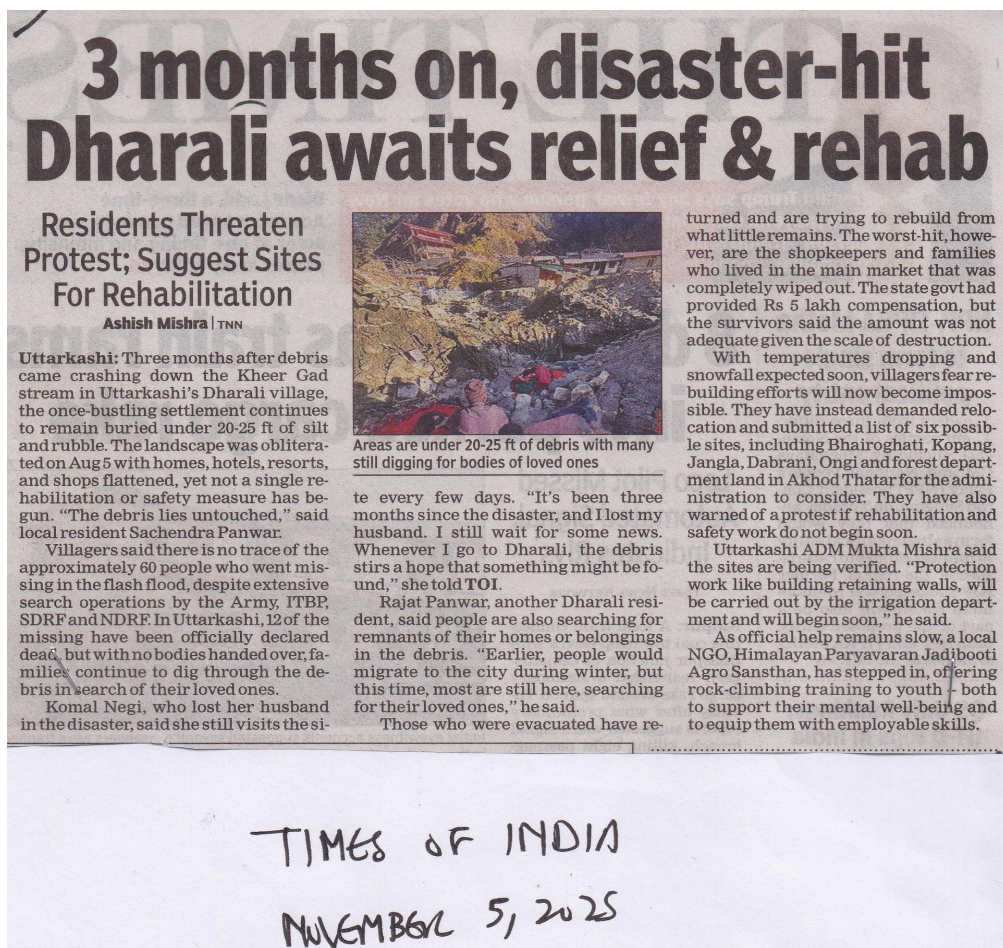 3 months on, disaster-hit
Dharali awaits relief & rehab
Residents Threaten
Protest; Suggest Sites
For Rehabilitation
Ashish Mishra | TNN
Uttarkashi: Three months after debris
came crashing down the Kheer Gad
stream in Uttarkashi's Dharali village,
the once-bustling settlement continues
to remain buried under 20-25 ft of silt
and rubble. The landscape was obliterat-
ed on Aug 5 with homes, hotels, resorts,
and shops flattened, yet not a single re-
habilitation or safety measure has be-
gun. “The debris lies untouched,” said
local resident Sachendra Panwar.
Villagers said there is no trace of the
approximately 60 people who went mis-
sing in the flash flood, despite extensive
search operations by the Army, ITBP,
SDRF and NDRF. In Uttarkashi, 12 of the
missing have been officially declared
dead, but with no bodies handed over, fa-
milies continue to dig through the de-
bris in search of their loved ones.
Komal Negi, who lost her husband
in the disaster, said she still visits the si-
Areas are under 20-25 ft of debris with many
still digging for bodies of loved ones
te every few days. “It's been three
months since the disaster, and I lost my
husband. I still wait for some news.
Whenever I go to Dharali, the debris
stirs a hope that something might be fo-
und,” she told TOI.
Rajat Panwar, another Dharali resi-
dent, said people are also searching for
remnants of their homes or belongings
in the debris. “Earlier, people would
migrate to the city during winter, but
this time, most are still here, searching
for their loved ones,” he said.
Those who were evacuated have re-
turned and are trying to rebuild from
what little remains. The worst-hit, howe-
ver, are the shopkeepers and families
who lived in the main market that was
completely wiped out. The state govt had
provided Rs 5 lakh compensation, but
the survivors said the amount was not
adequate given the scale of destruction.
With temperatures dropping and
snowfall expected soon, villagers fear re-
building efforts will now become impos-
sible. They have instead demanded relo-
cation and submitted a list of six possib-
le sites, including Bhairoghati, Kopang,
Jangla, Dabrani, Ongi and forest depart-
ment land in Akhod Thatar for the admi-
nistration to consider. They have also
warned of a protest if rehabilitation and
safety work do not begin soon.
Uttarkashi ADM Mukta Mishra said
the sites are being verified. “Protection
work like building retaining walls, will
be carried out by the irrigation depart-
ment and will begin soon,” he said.
As official help remains slow, a local
NGO, Himalayan Paryavaran Jadibooti
Agro Sansthan, has stepped in, offering
rock-climbing training to youth - both
to support their mental well-being and
to equip them with employable skills.
TIMES OF INDIA
NOVEMBER 5, 2025